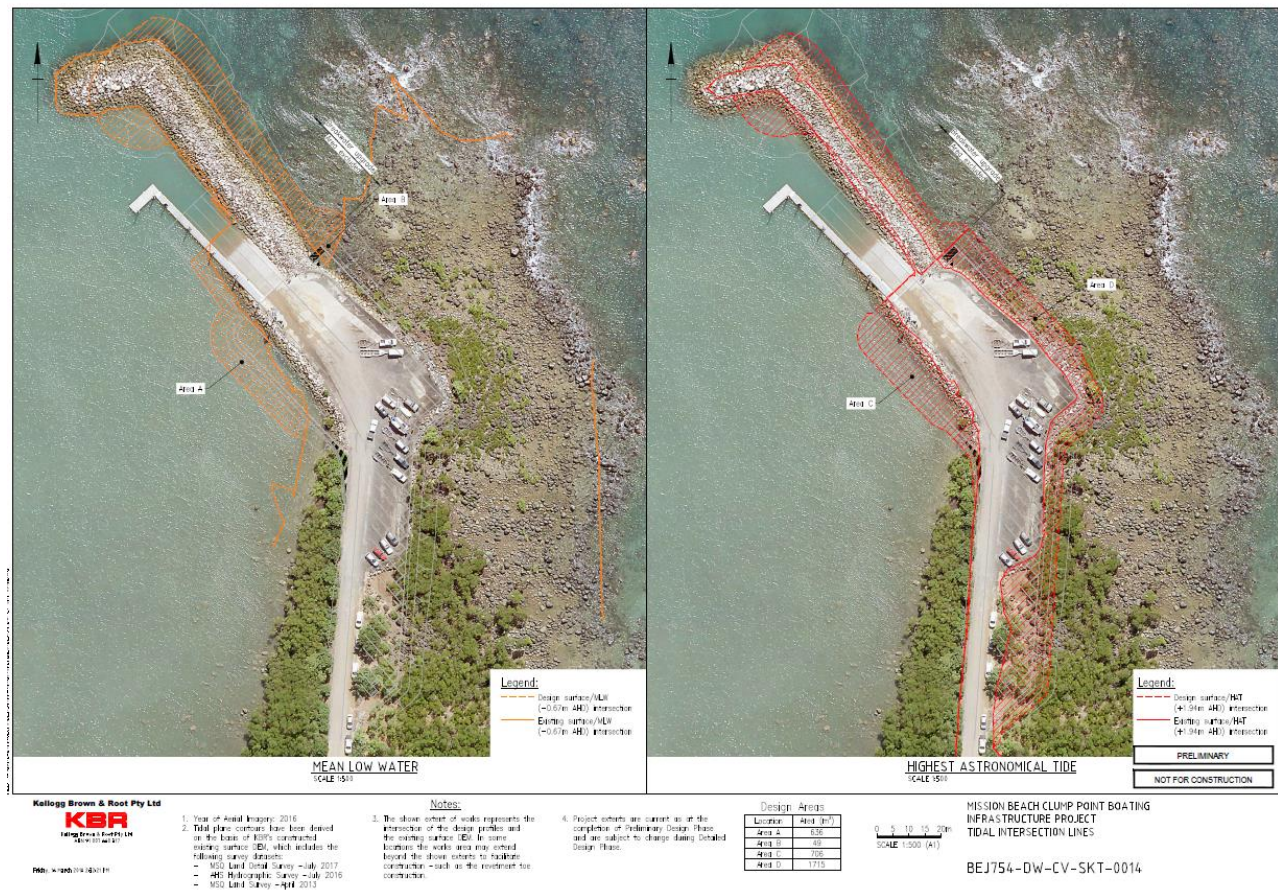 Area B
Area A
Legend:
Design surface/MLW
(-0.67m AHD) intersection
Existing surface/MLW
(-0.67m AHD) intersection
MEAN LOW WATER
SCALE 1:500
Area D
Area C
Legend:
Design surface/HAT
(+1.94m AHD) intersection
Existing surface/HAT
(+1.94m AHD) intersection
PRELIMINARY
NOT FOR CONSTRUCTION
HIGHEST ASTRONOMICAL TIDE
SCALE 1:500
Kellogg Brown & Root Pty Ltd
KBR
Kellogg Brown & Root Pty Ltd
Notes:
1. Year of Aerial Imagery: 2016
2. Tidal plane contours have been derived
on the basis of KBR's constructed
existing surface DEM, which includes the
following survey datasets:
- MSQ Land Detail Survey -July 2017
- AHS Hydrographic Survey -July 2016
- MSQ Land Survey -April 2013
3. The shown extent of works represents the
intersection of the design profiles and
the existing surface DEM. In some
locations the works area may extend
beyond the shown extents to facilitate
construction -such as the revetment toe
construction.
4. Project extents are current as at the
completion of Preliminary Design Phase
and are subject to change during Detailed
Design Phase.
Design Areas
Location Area (m²)
Area A 636
Area B 49
Area C 706
Area D 1715
0 5 10 15 20m
SCALE 1:500 (A1)
MISSION BEACH CLUMP POINT BOATING
INFRASTRUCTURE PROJECT
TIDAL INTERSECTION LINES
BEJ754-DW-CV-SKT-0014